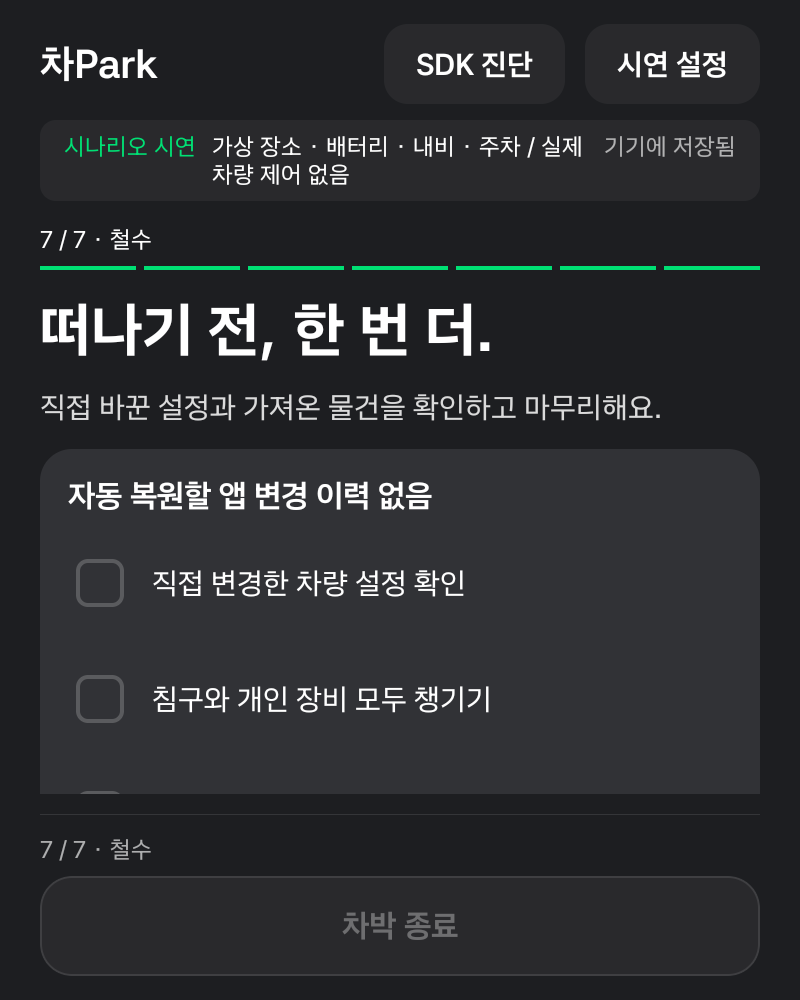 차Park
SDK 진단
시연 설정
시나리오 시연
가상 장소 · 배터리 · 내비 · 주차 / 실제
차량 제어 없음
기기에 저장됨
7 / 7 · 철수
떠나기 전, 한 번 더.
직접 바꾼 설정과 가져온 물건을 확인하고 마무리해요.
자동 복원할 앱 변경 이력 없음
직접 변경한 차량 설정 확인
침구와 개인 장비 모두 챙기기
7 / 7 · 철수
차박 종료